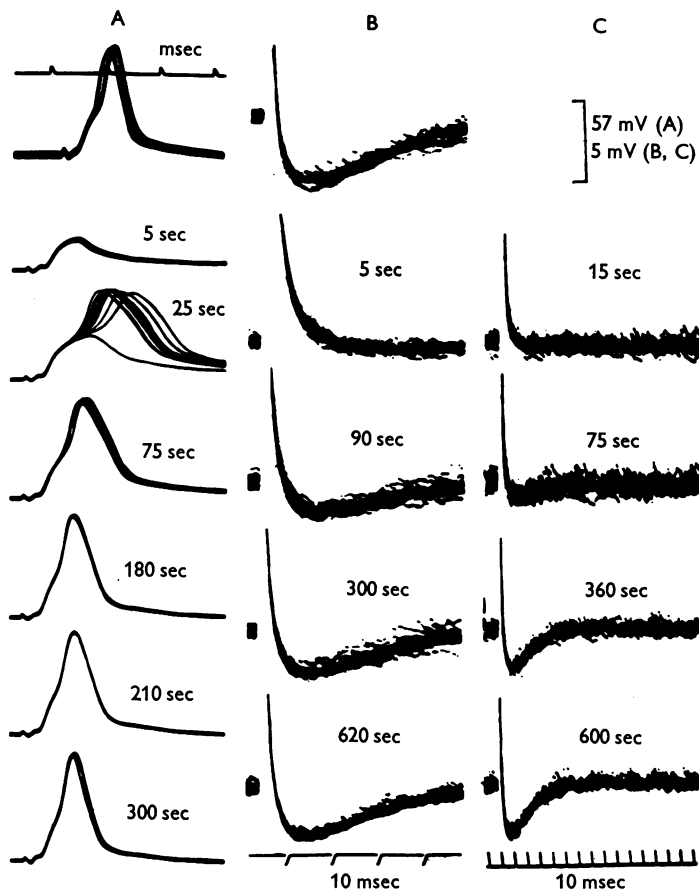 A
B
C
msec
57 mV (A)
5 mV (B, C)
5 sec
25 sec
75 sec
180 sec
210 sec
300 sec
5 sec
90 sec
300 sec
620 sec
10 msec
15 sec
75 sec
360 sec
600 sec
10 msec